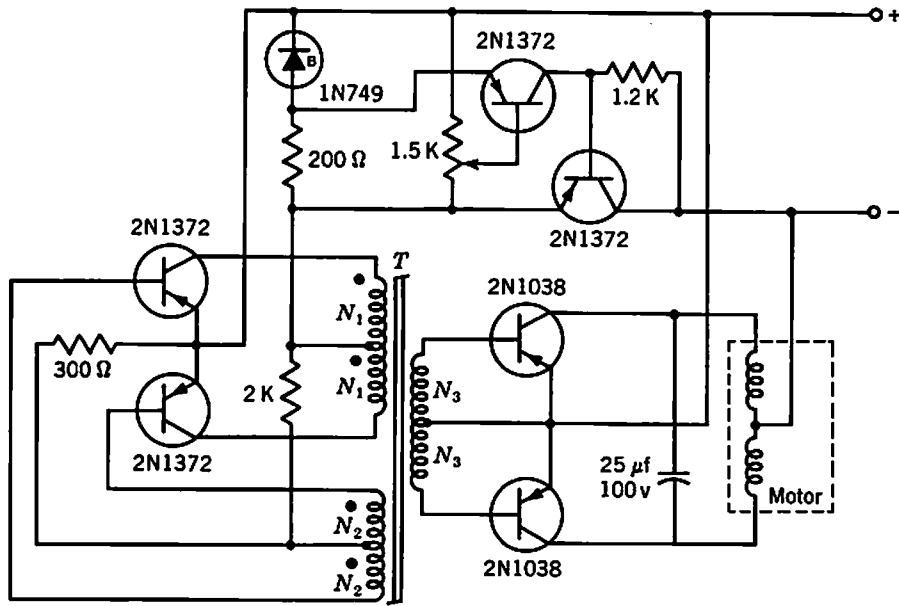 +
2N1372
B
1N749
1.2 K
200 Ω
1.5 K
−
2N1372
2N1372
T
2N1038
N₁
300 Ω
N₁
2 K
N₃
N₃
2N1372
25 μf
100 v
Motor
N₂
N₂
2N1038